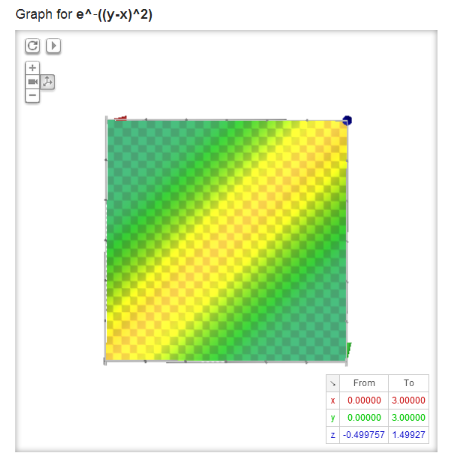 Graph for e^-((y-x)^2)
From To
x 0.00000 3.00000
y 0.00000 3.00000
z -0.499757 1.49927